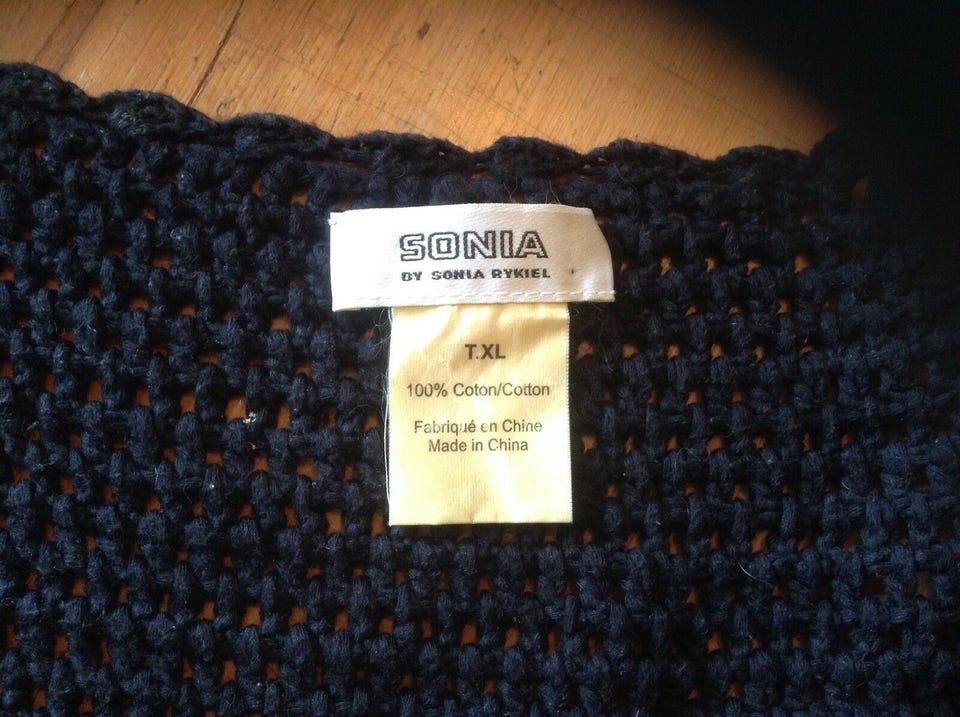 SONIA
BY SONIA RYKIEL
T.XL
100% Coton/Cotton
Fabriqué en Chine
Made in China